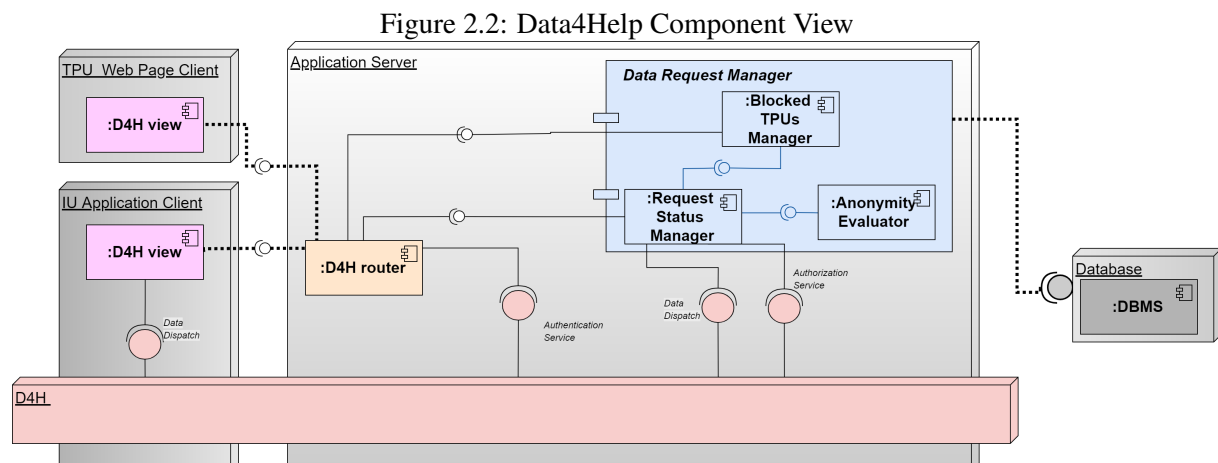 Figure 2.2: Data4Help Component View
TPU Web Page Client
:D4H view
IU Application Client
:D4H view
Data
Dispatch
Application Server
Data Request Manager
:Blocked
TPUs
Manager
:Request
Status
Manager
:Anonymity
Evaluator
:D4H router
Authentication
Service
Data
Dispatch
Authorization
Service
Database
:DBMS
D4H